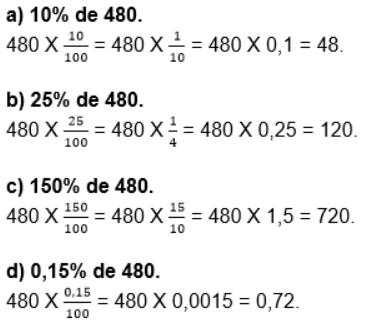 a) 10% de 480.
480 X 10/100 = 480 X 1/10 = 480 X 0,1 = 48.
b) 25% de 480.
480 X 25/100 = 480 X 1/4 = 480 X 0,25 = 120.
c) 150% de 480.
480 X 150/100 = 480 X 15/10 = 480 X 1,5 = 720.
d) 0,15% de 480.
480 X 0,15/100 = 480 X 0,0015 = 0,72.